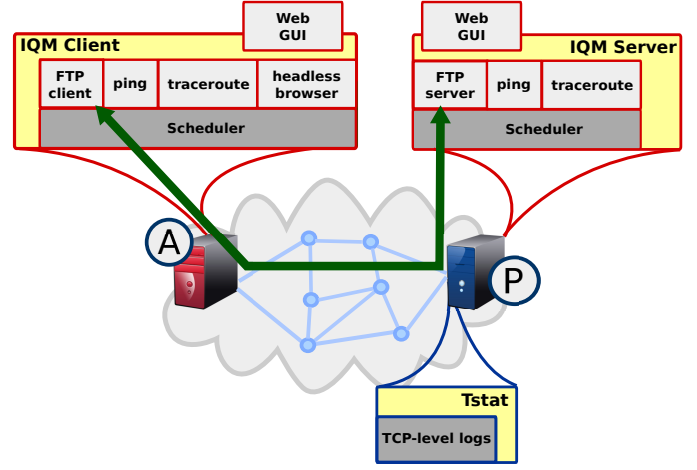 Web
GUI
IQM Client
FTP
client
ping
traceroute
headless
browser
Scheduler
Web
GUI
IQM Server
FTP
server
ping
traceroute
Scheduler
A
P
Tstat
TCP-level logs